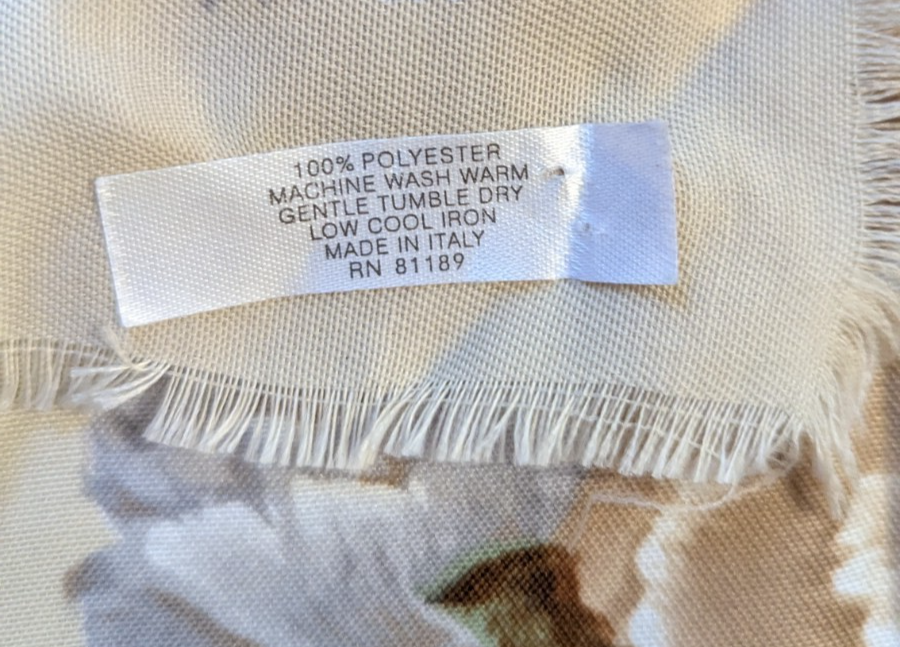 100% POLYESTER
MACHINE WASH WARM
GENTLE TUMBLE DRY
LOW COOL IRON
MADE IN ITALY
RN 81189